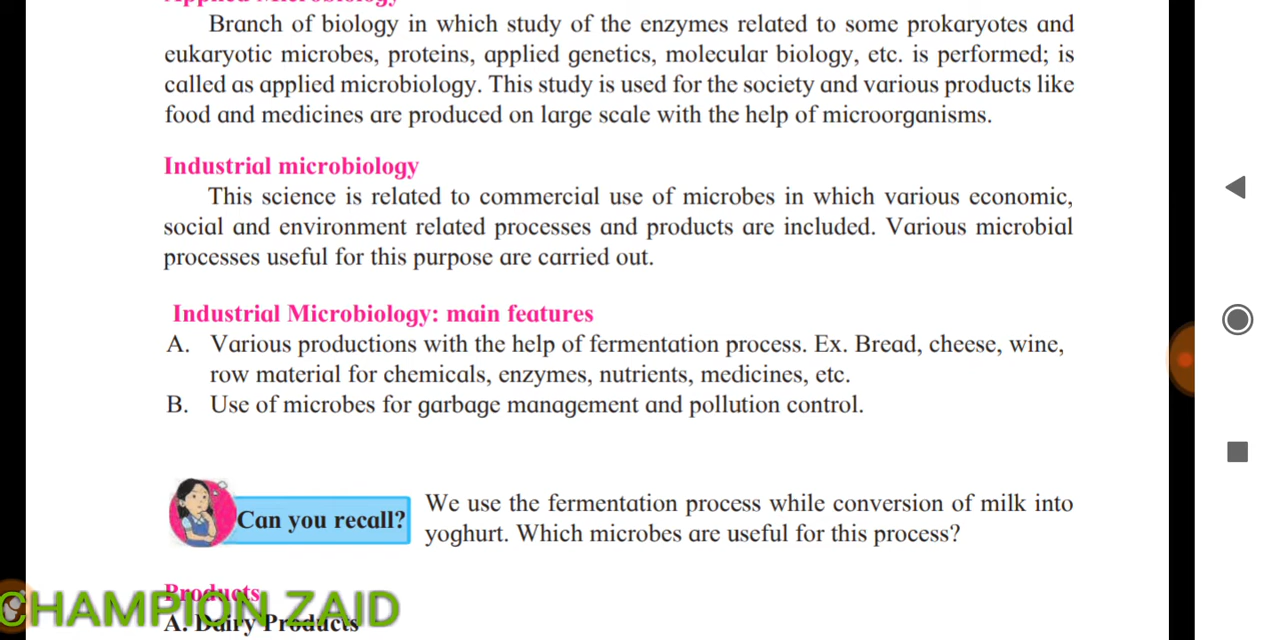 Applied Microbiology
Branch of biology in which study of the enzymes related to some prokaryotes and
eukaryotic microbes, proteins, applied genetics, molecular biology, etc. is performed; is
called as applied microbiology. This study is used for the society and various products like
food and medicines are produced on large scale with the help of microorganisms.
Industrial microbiology
This science is related to commercial use of microbes in which various economic,
social and environment related processes and products are included. Various microbial
processes useful for this purpose are carried out.
Industrial Microbiology: main features
A. Various productions with the help of fermentation process. Ex. Bread, cheese, wine,
row material for chemicals, enzymes, nutrients, medicines, etc.
B. Use of microbes for garbage management and pollution control.
Can you recall?
We use the fermentation process while conversion of milk into
yoghurt. Which microbes are useful for this process?
Products
CHAMPION ZAID
A. Dairy Products